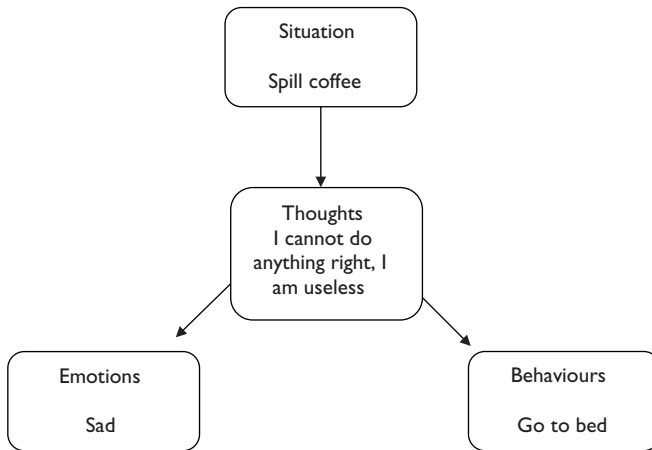 Situation
Spill coffee
Thoughts
I cannot do
anything right, I
am useless
Emotions
Sad
Behaviours
Go to bed